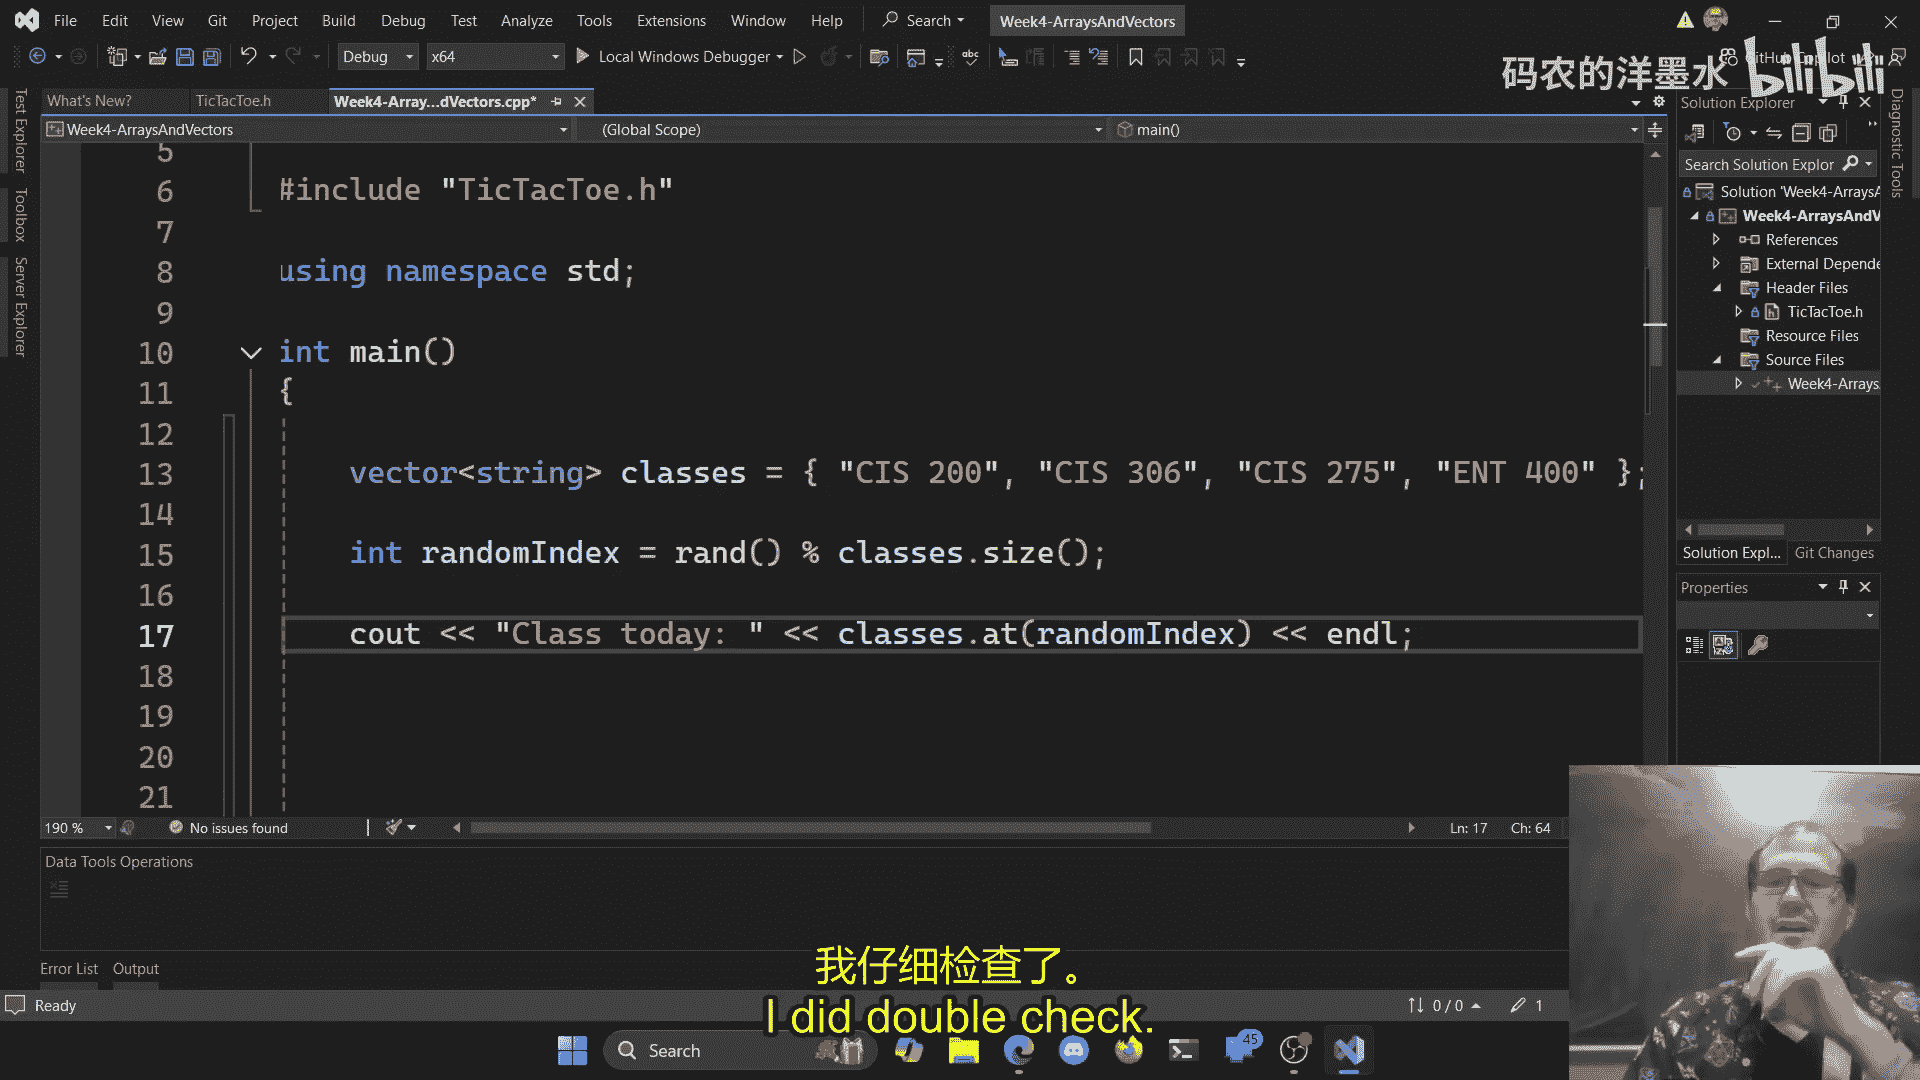 File Edit View Git Project Build Debug Test Analyze Tools Extensions Window Help Search Week4-ArraysAndVectors
Debug x64 Local Windows Debugger abc
码农的洋墨水 bilibili
What's New? TicTacToe.h Week4-Array...dVectors.cpp*
Week4-ArraysAndVectors (Global Scope) main()
5
6 #include "TicTacToe.h"
7
8 using namespace std;
9
10 int main()
11 {
12
13 vector<string> classes = { "CIS 200", "CIS 306", "CIS 275", "ENT 400" };
14
15 int randomIndex = rand() % classes.size();
16
17 cout << "Class today: " << classes.at(randomIndex) << endl;
18
19
20
21
190 % No issues found Ln: 17 Ch: 64
Test Explorer
Toolbox
Server Explorer
Solution Explorer
Search Solution Explor
Solution 'Week4-ArraysA
Week4-ArraysAndV
References
External Depende
Header Files
TicTacToe.h
Resource Files
Source Files
Week4-Arrays
Solution Expl... Git Changes
Properties
Diagnostic Tools
Data Tools Operations
Error List Output
Ready 0 / 0 1
我仔细检查了。
I did double check.
Search 45